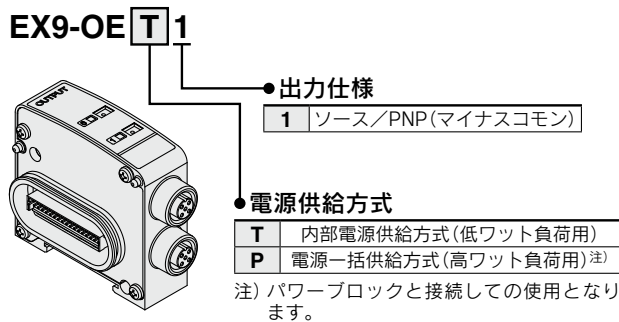 EX9-OE T 1
OUTPUT
出力仕様
1 ソース／PNP(マイナスコモン)
電源供給方式
T 内部電源供給方式(低ワット負荷用)
P 電源一括供給方式(高ワット負荷用)注)
注) パワーブロックと接続しての使用となり
ます。